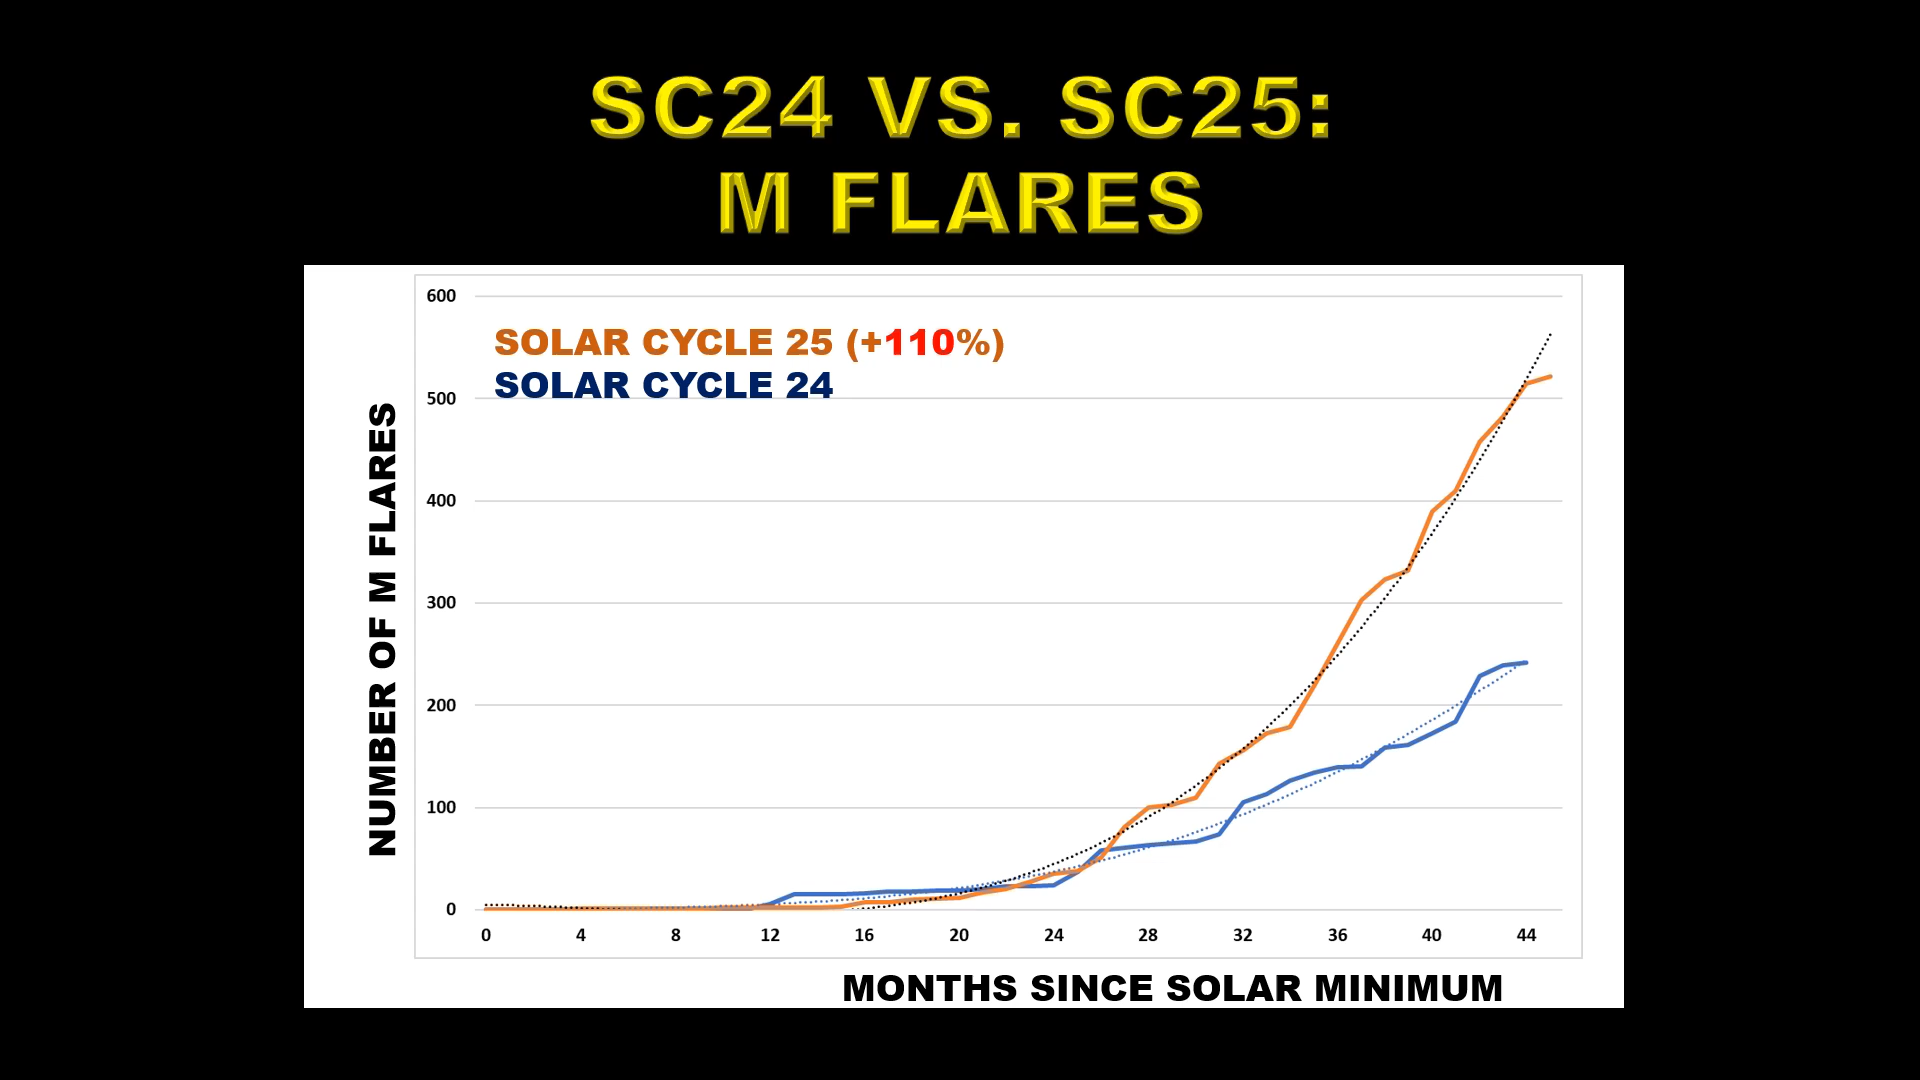 SC24 VS. SC25:
M FLARES
SOLAR CYCLE 25 (+110%)
SOLAR CYCLE 24
NUMBER OF M FLARES
600
500
400
300
200
100
0
0 4 8 12 16 20 24 28 32 36 40 44
MONTHS SINCE SOLAR MINIMUM